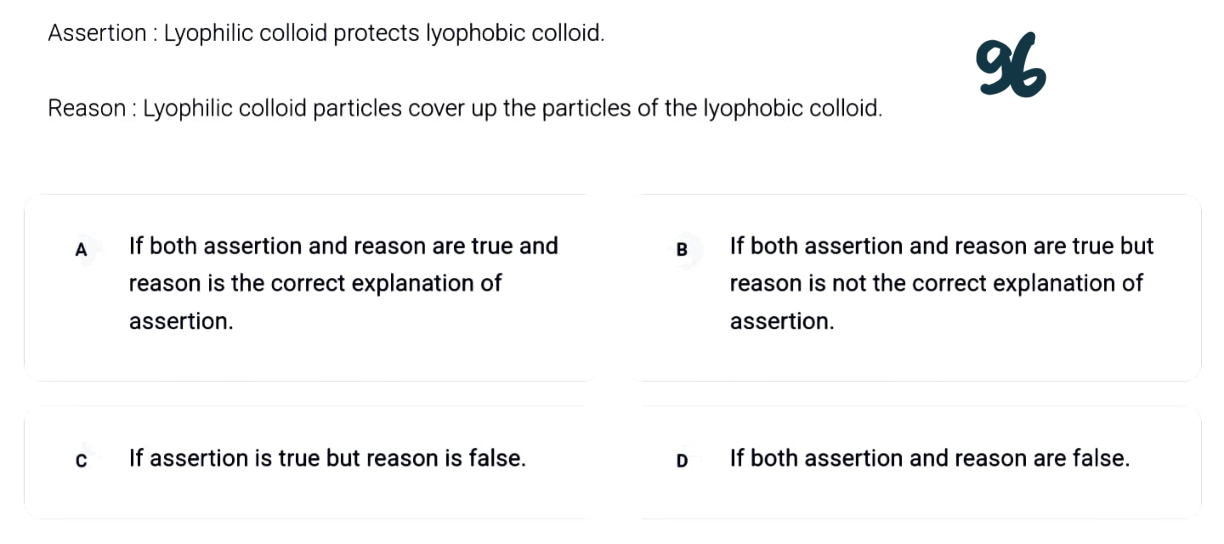 Assertion : Lyophilic colloid protects lyophobic colloid.
96
Reason : Lyophilic colloid particles cover up the particles of the lyophobic colloid.
A
If both assertion and reason are true and
reason is the correct explanation of
assertion.
B
If both assertion and reason are true but
reason is not the correct explanation of
assertion.
C
If assertion is true but reason is false.
D
If both assertion and reason are false.